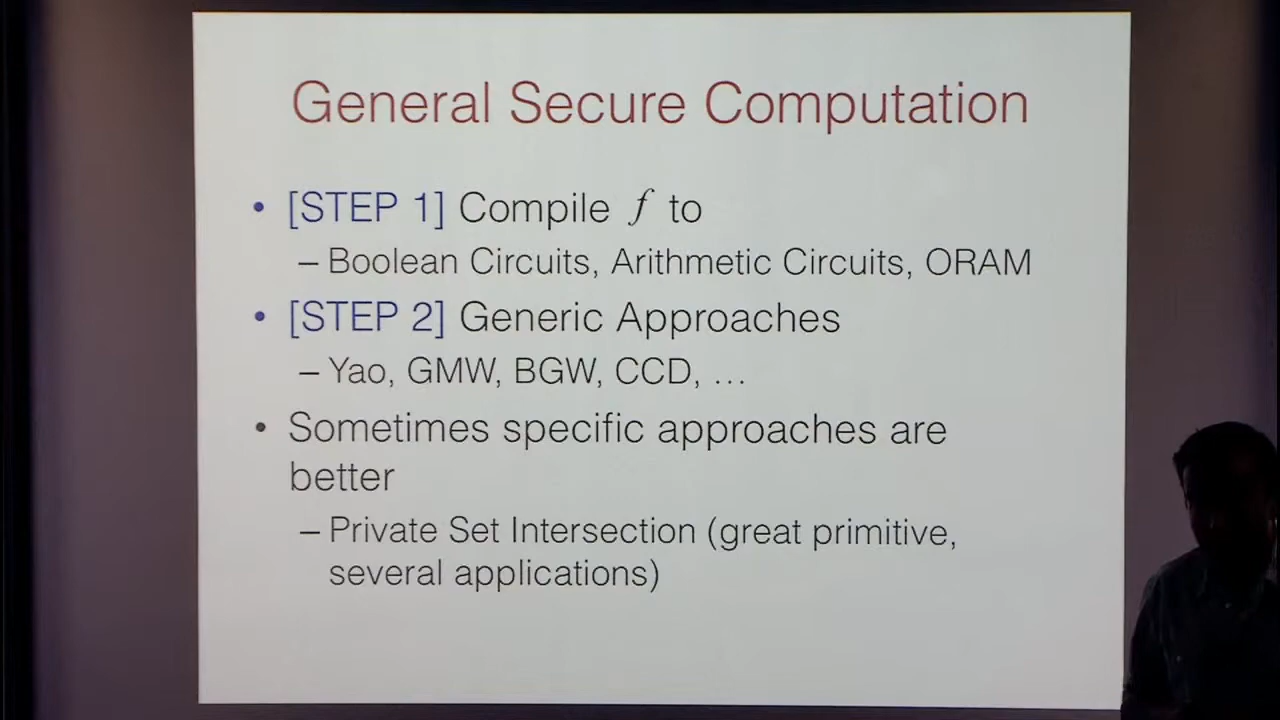 General Secure Computation
• [STEP 1] Compile f to
– Boolean Circuits, Arithmetic Circuits, ORAM
• [STEP 2] Generic Approaches
– Yao, GMW, BGW, CCD, …
• Sometimes specific approaches are
better
– Private Set Intersection (great primitive,
several applications)